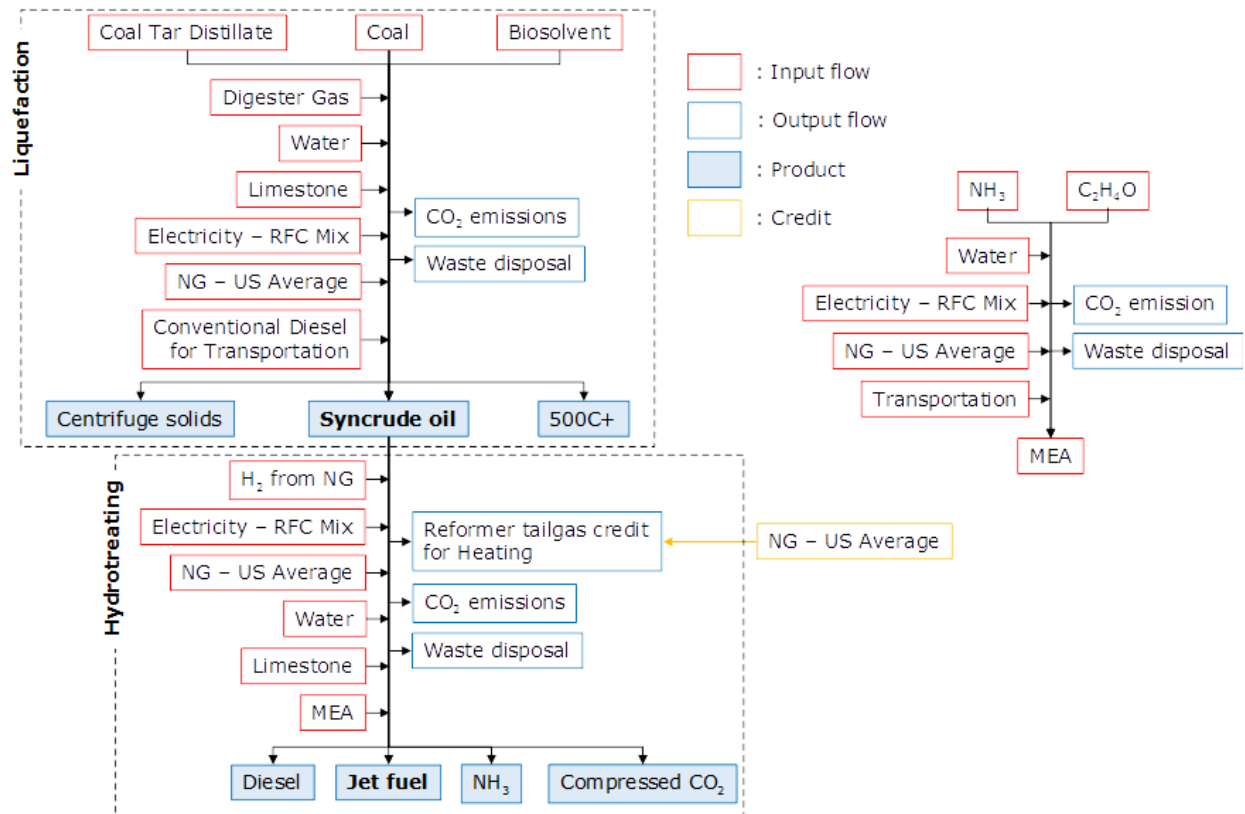 Liquefaction
Coal Tar Distillate
Coal
Biosolvent
Digester Gas
Water
Limestone
CO₂ emissions
Electricity – RFC Mix
Waste disposal
NG – US Average
Conventional Diesel
for Transportation
Centrifuge solids
Syncrude oil
500C+
: Input flow
: Output flow
: Product
: Credit
NH₃
C₂H₄O
Water
Electricity – RFC Mix
CO₂ emission
NG – US Average
Waste disposal
Transportation
MEA
Hydrotreating
H₂ from NG
Electricity – RFC Mix
Reformer tailgas credit
for Heating
NG – US Average
NG – US Average
CO₂ emissions
Water
Waste disposal
Limestone
MEA
Diesel
Jet fuel
NH₃
Compressed CO₂